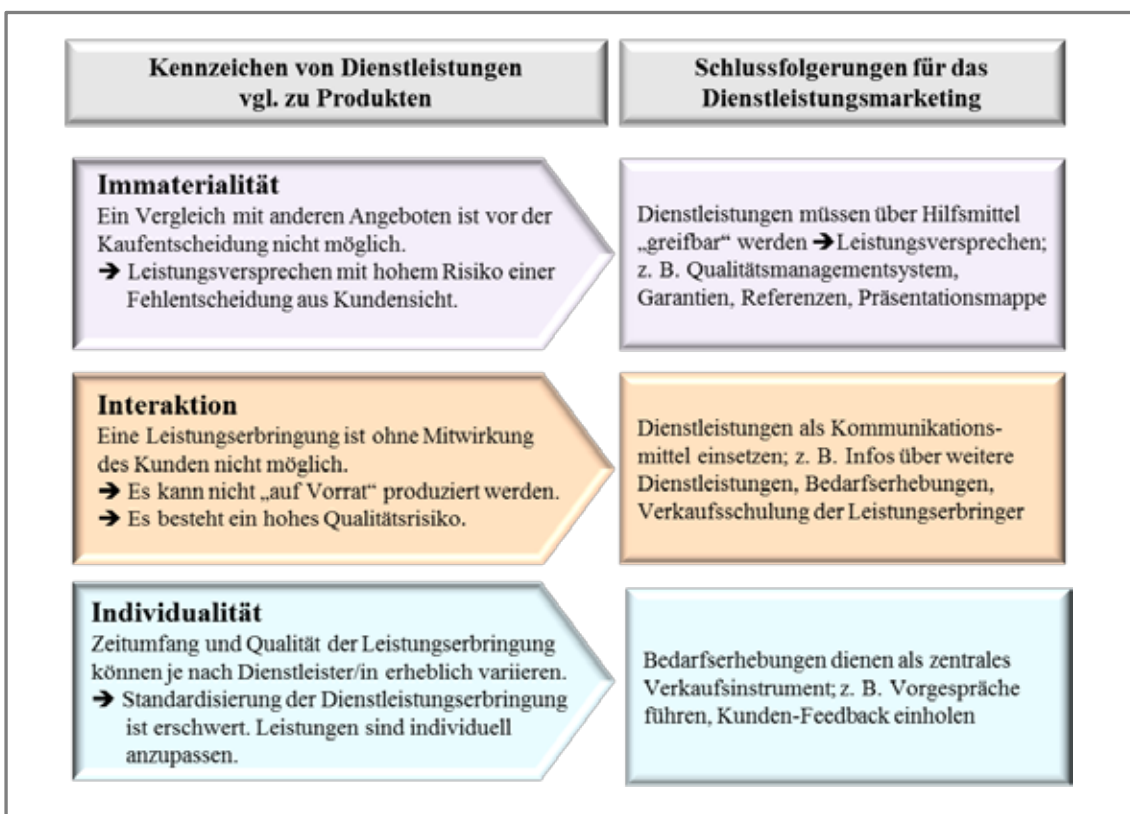 Kennzeichen von Dienstleistungen
vgl. zu Produkten
Schlussfolgerungen für das
Dienstleistungsmarketing
Immaterialität
Ein Vergleich mit anderen Angeboten ist vor der
Kaufentscheidung nicht möglich.
➔ Leistungsversprechen mit hohem Risiko einer
Fehlentscheidung aus Kundensicht.
Dienstleistungen müssen über Hilfsmittel
„greifbar“ werden ➔ Leistungsversprechen;
z. B. Qualitätsmanagementsystem,
Garantien, Referenzen, Präsentationsmappe
Interaktion
Eine Leistungserbringung ist ohne Mitwirkung
des Kunden nicht möglich.
➔ Es kann nicht „auf Vorrat“ produziert werden.
➔ Es besteht ein hohes Qualitätsrisiko.
Dienstleistungen als Kommunikations-
mittel einsetzen; z. B. Infos über weitere
Dienstleistungen, Bedarfserhebungen,
Verkaufsschulung der Leistungserbringer
Individualität
Zeitumfang und Qualität der Leistungserbringung
können je nach Dienstleister/in erheblich variieren.
➔ Standardisierung der Dienstleistungserbringung
ist erschwert. Leistungen sind individuell
anzupassen.
Bedarfserhebungen dienen als zentrales
Verkaufsinstrument; z. B. Vorgespräche
führen, Kunden-Feedback einholen